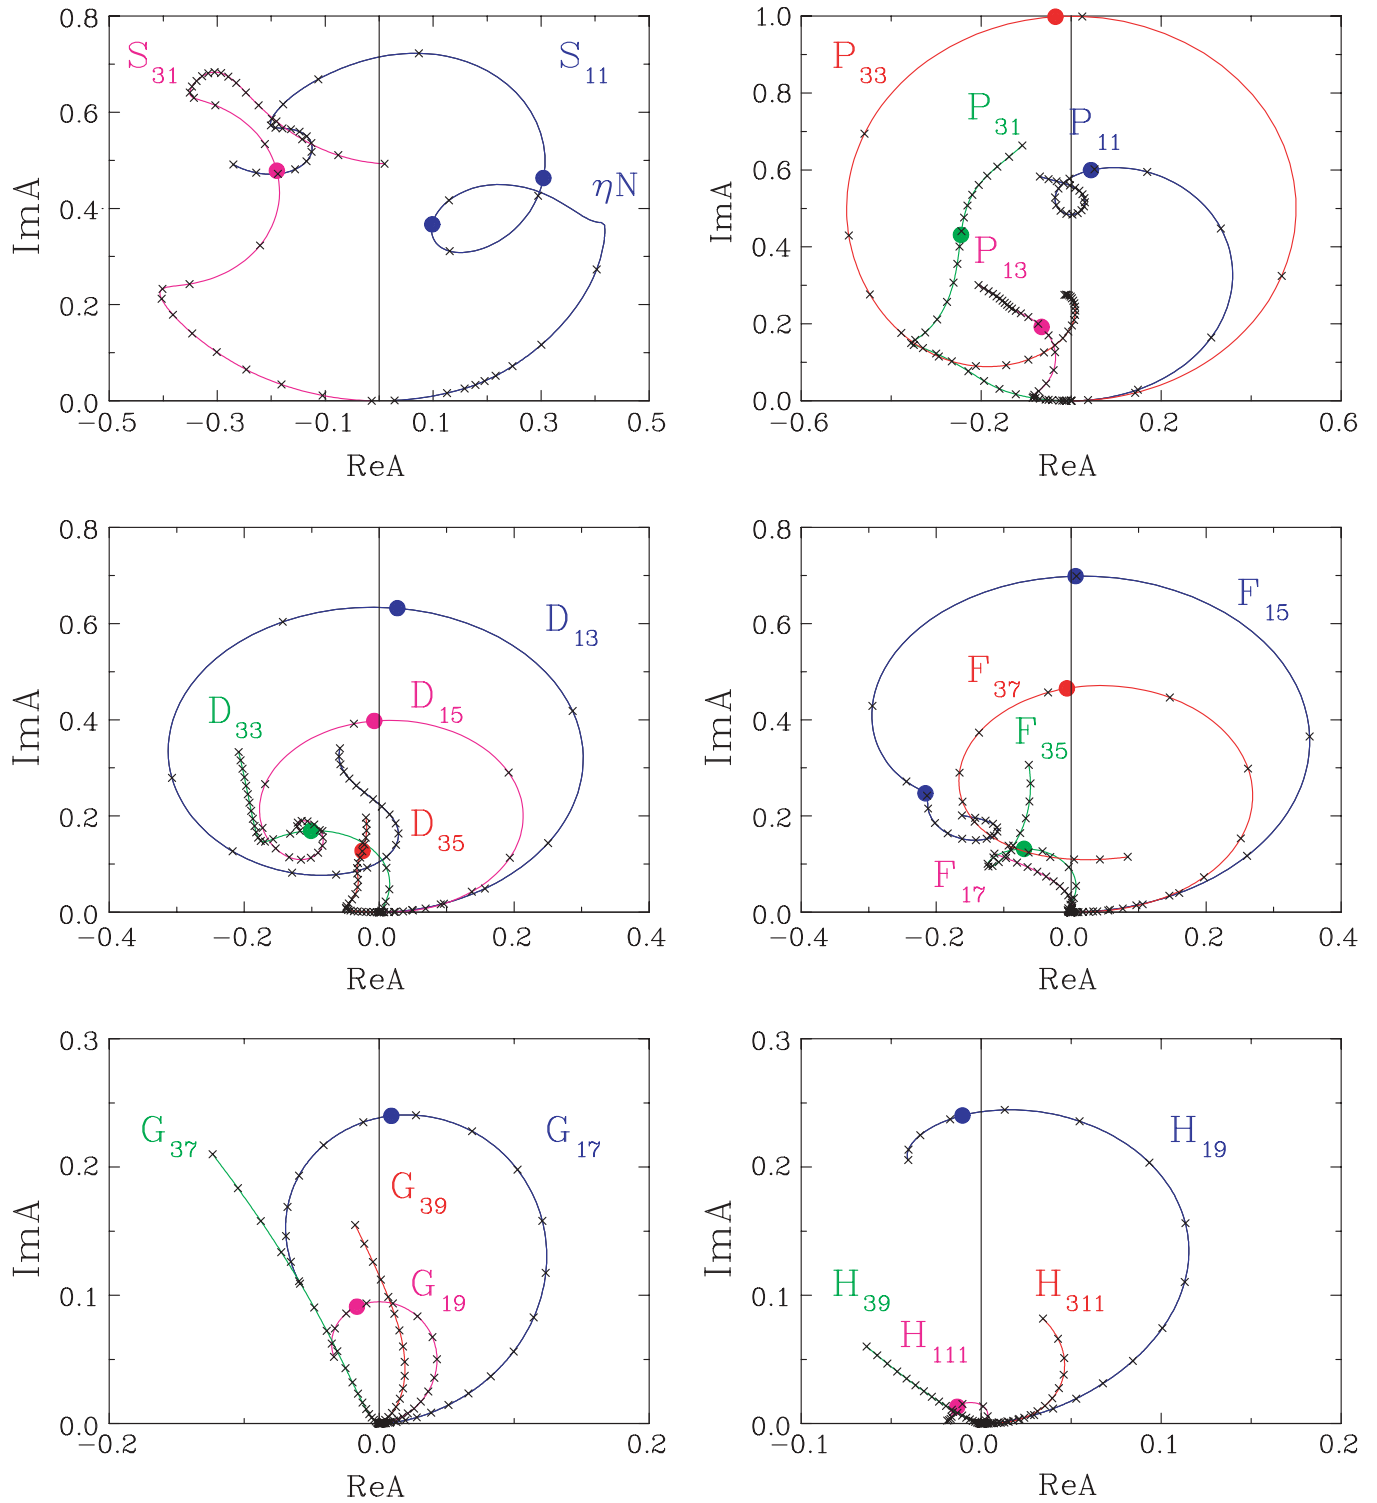 0.8
0.6
0.4
0.2
0.0
ImA
S31
S11
ηN
−0.5 −0.3 −0.1 0.1 0.3 0.5
ReA
1.0
0.8
0.6
0.4
0.2
0.0
ImA
P33
P31
P11
P13
−0.6 −0.2 0.2 0.6
ReA
0.8
0.6
0.4
0.2
0.0
ImA
D13
D33
D15
D35
−0.4 −0.2 0.0 0.2 0.4
ReA
0.8
0.6
0.4
0.2
0.0
ImA
F15
F37
F35
F17
−0.4 −0.2 0.0 0.2 0.4
ReA
0.3
0.2
0.1
0.0
ImA
G37
G17
G39
G19
−0.2 0.0 0.2
ReA
0.3
0.2
0.1
0.0
ImA
H19
H39
H311
H111
−0.1 0.0 0.1 0.2
ReA